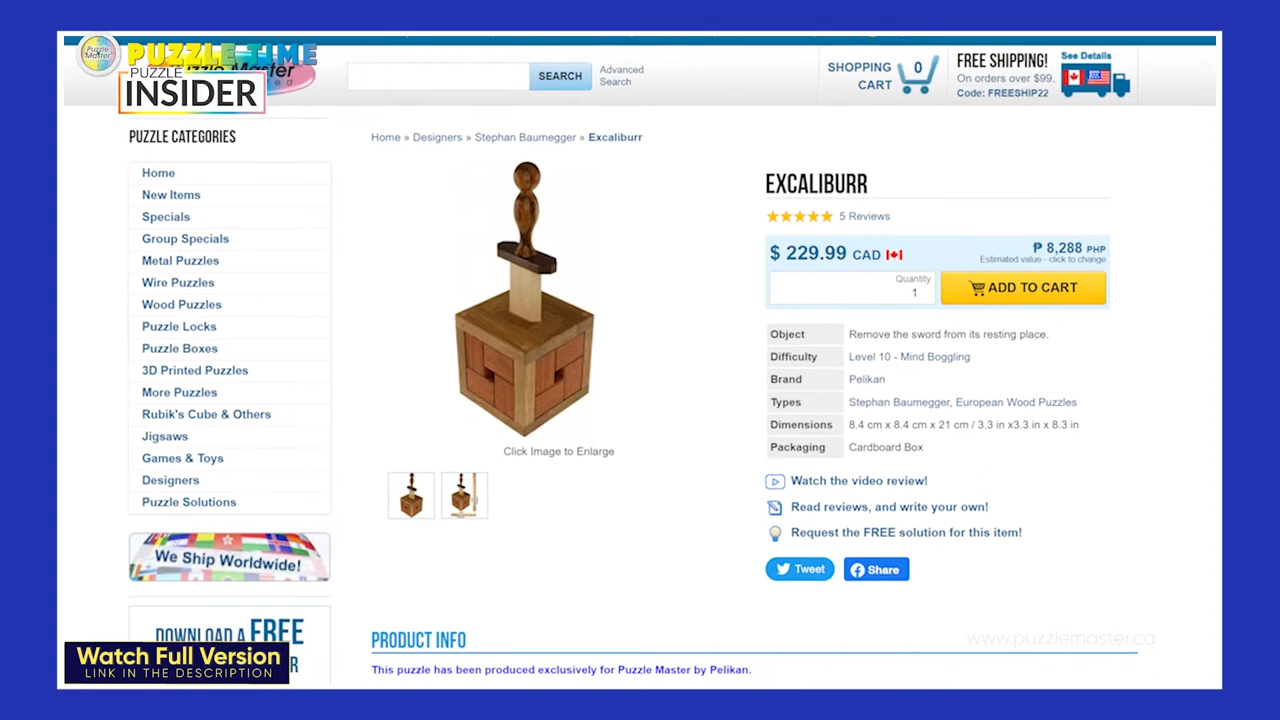 Puzzle Master
PUZZLE TIME
Puzzle Master
PUZZLE
INSIDER
SEARCH
Advanced
Search
SHOPPING
CART
0
FREE SHIPPING!
On orders over $99.
Code: FREESHIP22
See Details
PUZZLE CATEGORIES
Home
New Items
Specials
Group Specials
Metal Puzzles
Wire Puzzles
Wood Puzzles
Puzzle Locks
Puzzle Boxes
3D Printed Puzzles
More Puzzles
Rubik's Cube & Others
Jigsaws
Games & Toys
Designers
Puzzle Solutions
We Ship Worldwide!
DOWNLOAD A FREE
Watch Full Version
LINK IN THE DESCRIPTION
Home » Designers » Stephan Baumegger » Excaliburr
Click Image to Enlarge
EXCALIBURR
5 Reviews
$ 229.99 CAD
₱ 8,288 PHP
Estimated value - click to change
Quantity
1
ADD TO CART
Object Remove the sword from its resting place.
Difficulty Level 10 - Mind Boggling
Brand Pelikan
Types Stephan Baumegger, European Wood Puzzles
Dimensions 8.4 cm x 8.4 cm x 21 cm / 3.3 in x3.3 in x 8.3 in
Packaging Cardboard Box
Watch the video review!
Read reviews, and write your own!
Request the FREE solution for this item!
Tweet
Share
PRODUCT INFO
www.puzzlemaster.ca
This puzzle has been produced exclusively for Puzzle Master by Pelikan.